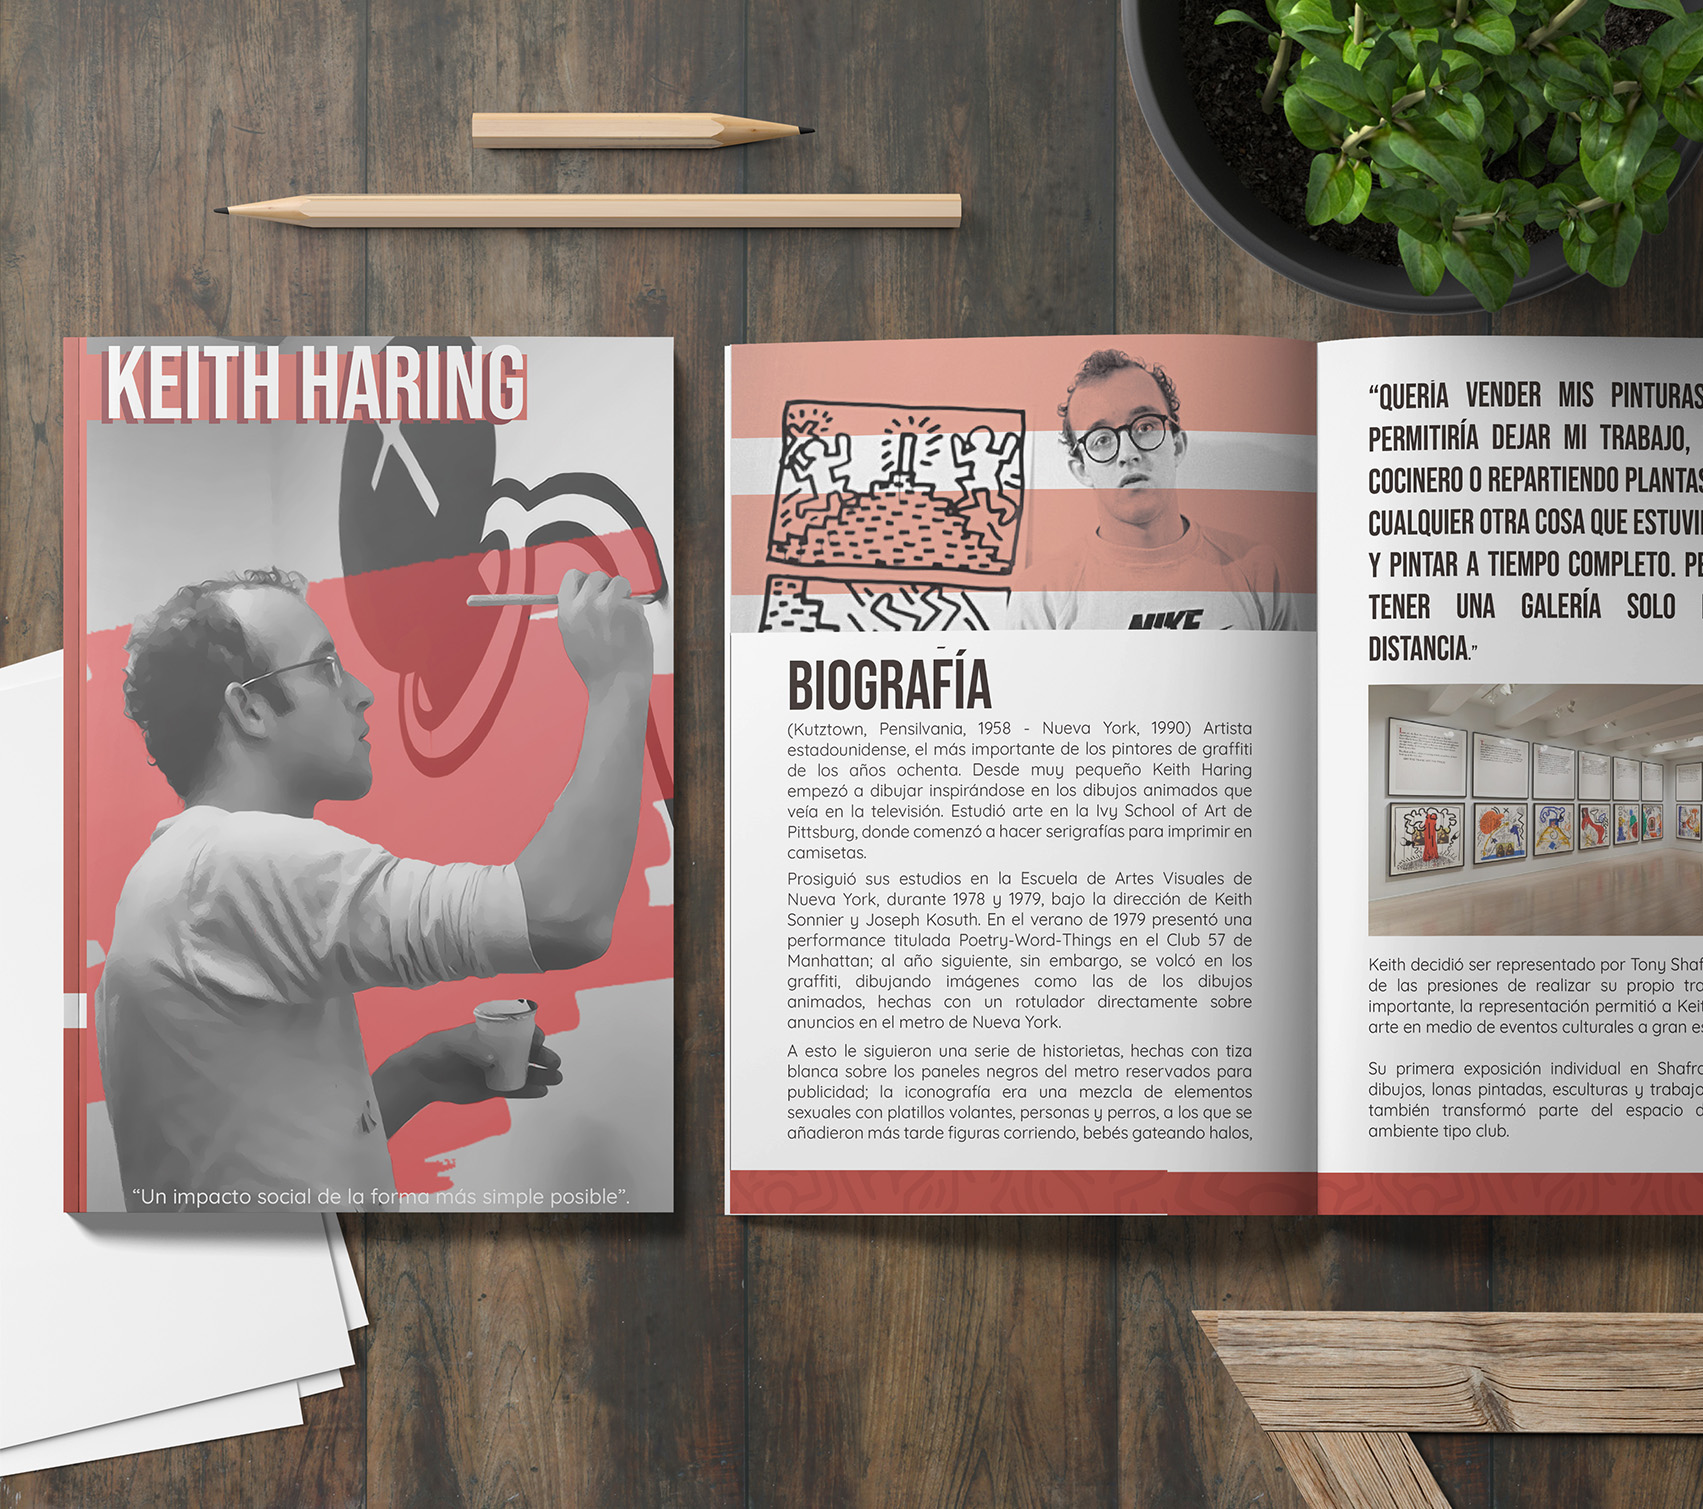 KEITH HARING
“Un impacto social de la forma más simple posible”.
NIKE
BIOGRAFÍA
(Kutztown, Pensilvania, 1958 - Nueva York, 1990) Artista
estadounidense, el más importante de los pintores de graffiti
de los años ochenta. Desde muy pequeño Keith Haring
empezó a dibujar inspirándose en los dibujos animados que
veía en la televisión. Estudió arte en la Ivy School of Art de
Pittsburg, donde comenzó a hacer serigrafías para imprimir en
camisetas.
Prosiguió sus estudios en la Escuela de Artes Visuales de
Nueva York, durante 1978 y 1979, bajo la dirección de Keith
Sonnier y Joseph Kosuth. En el verano de 1979 presentó una
performance titulada Poetry-Word-Things en el Club 57 de
Manhattan; al año siguiente, sin embargo, se volcó en los
graffiti, dibujando imágenes como las de los dibujos
animados, hechas con un rotulador directamente sobre
anuncios en el metro de Nueva York.
A esto le siguieron una serie de historietas, hechas con tiza
blanca sobre los paneles negros del metro reservados para
publicidad; la iconografía era una mezcla de elementos
sexuales con platillos volantes, personas y perros, a los que se
añadieron más tarde figuras corriendo, bebés gateando halos,
“QUERÍA VENDER MIS PINTURAS
PERMITIRÍA DEJAR MI TRABAJO,
COCINERO O REPARTIENDO PLANTAS
CUALQUIER OTRA COSA QUE ESTUVI
Y PINTAR A TIEMPO COMPLETO. PE
TENER UNA GALERÍA SOLO
DISTANCIA.”
Keith decidió ser representado por Tony Shaf
de las presiones de realizar su propio tra
importante, la representación permitió a Keit
arte en medio de eventos culturales a gran es
Su primera exposición individual en Shafra
dibujos, lonas pintadas, esculturas y trabajo
también transformó parte del espacio
ambiente tipo club.